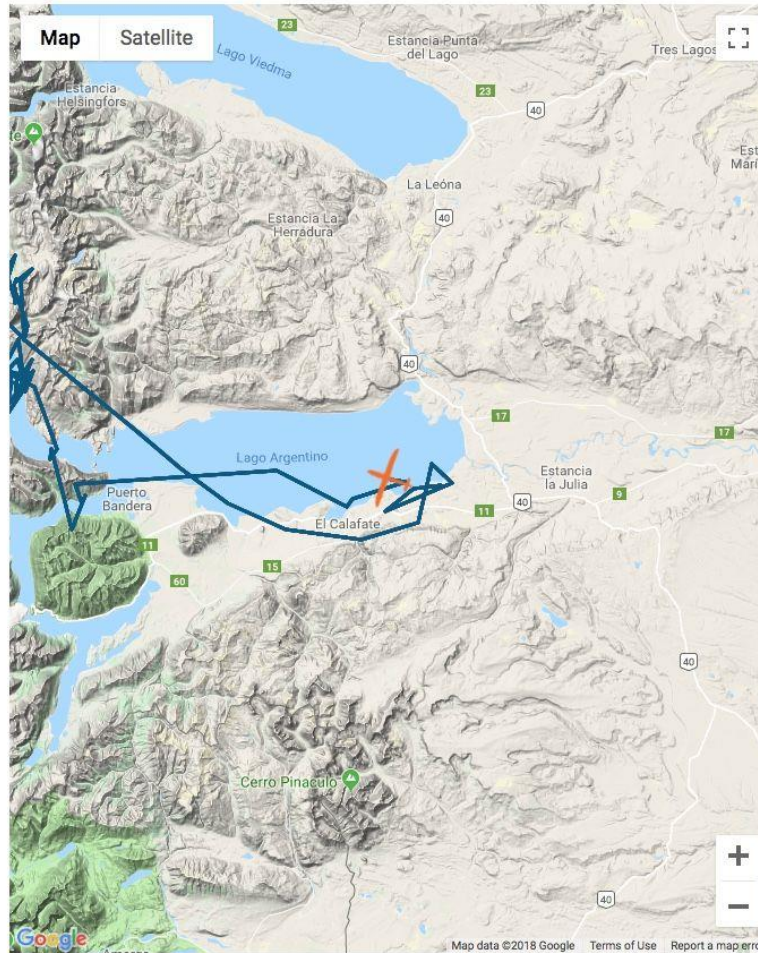 Map
Satellite
23
Estancia Punta
del Lago
Tres Lagos
Lago Viedma
Estancia
Helsingfors
23
40
La Leóna
40
Estancia La
Herradura
40
17
17
Lago Argentino
Estancia
la Julia
9
Puerto
Bandera
40
11
El Calafate
11
15
60
40
Cerro Pináculo
40
Google
Map data ©2018 Google
Terms of Use
Report a map erro